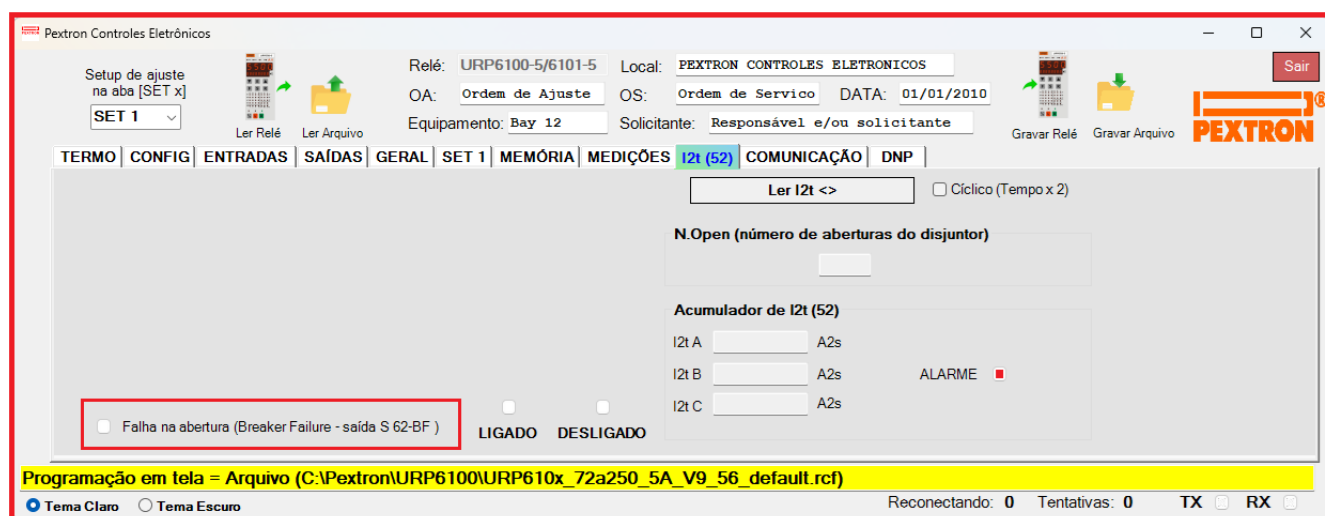 Pextron Controles Eletrônicos
Setup de ajuste
na aba [SET x]
SET 1
Ler Relé
Ler Arquivo
Relé: URP6100-5/6101-5 Local: PEXTRON CONTROLES ELETRONICOS
OA: Ordem de Ajuste OS: Ordem de Servico DATA: 01/01/2010
Equipamento: Bay 12 Solicitante: Responsável e/ou solicitante
Gravar Relé
Gravar Arquivo
Sair
PEXTRON®
TERMO CONFIG ENTRADAS SAÍDAS GERAL SET 1 MEMÓRIA MEDIÇÕES I2t (52) COMUNICAÇÃO DNP
Ler I2t <> Cíclico (Tempo x 2)
N.Open (número de aberturas do disjuntor)
Acumulador de I2t (52)
I2t A A2s
I2t B A2s ALARME
I2t C A2s
Falha na abertura (Breaker Failure - saída S 62-BF )
LIGADO DESLIGADO
Programação em tela = Arquivo (C:\Pextron\URP6100\URP610x_72a250_5A_V9_56_default.rcf)
Tema Claro Tema Escuro Reconectando: 0 Tentativas: 0 TX RX